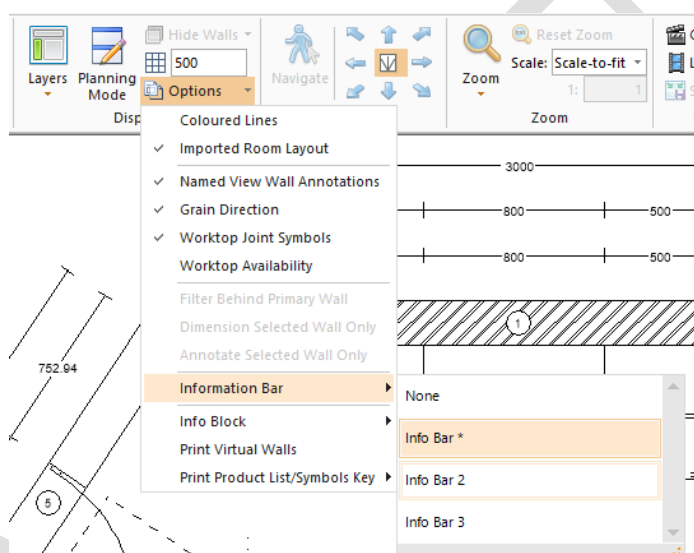 Layers
Planning
Mode
Hide Walls
500
Options
Navigate
Reset Zoom
Scale: Scale-to-fit
1: 1
Zoom
Zoom
Coloured Lines
Imported Room Layout
Named View Wall Annotations
Grain Direction
Worktop Joint Symbols
Worktop Availability
Filter Behind Primary Wall
Dimension Selected Wall Only
Annotate Selected Wall Only
Information Bar
Info Block
Print Virtual Walls
Print Product List/Symbols Key
None
Info Bar *
Info Bar 2
Info Bar 3
3000
800
500
800
500
1
752.94
5